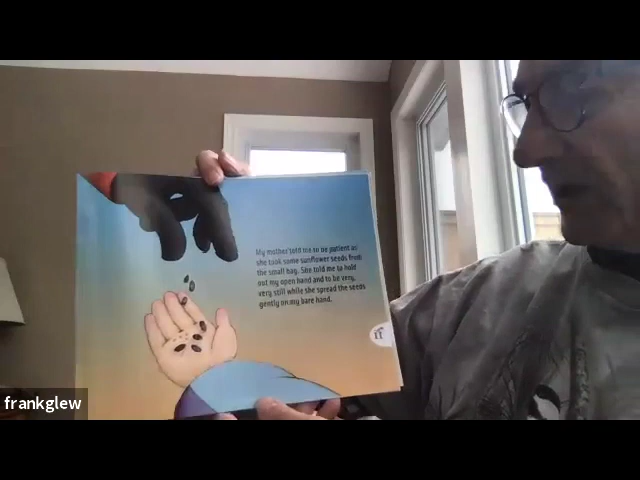 My mother told me to be patient as
she took some sunflower seeds from
the small bag. She told me to hold
out my open hand and to be very,
very still while she spread the seeds
gently on my bare hand.
11
frankglew